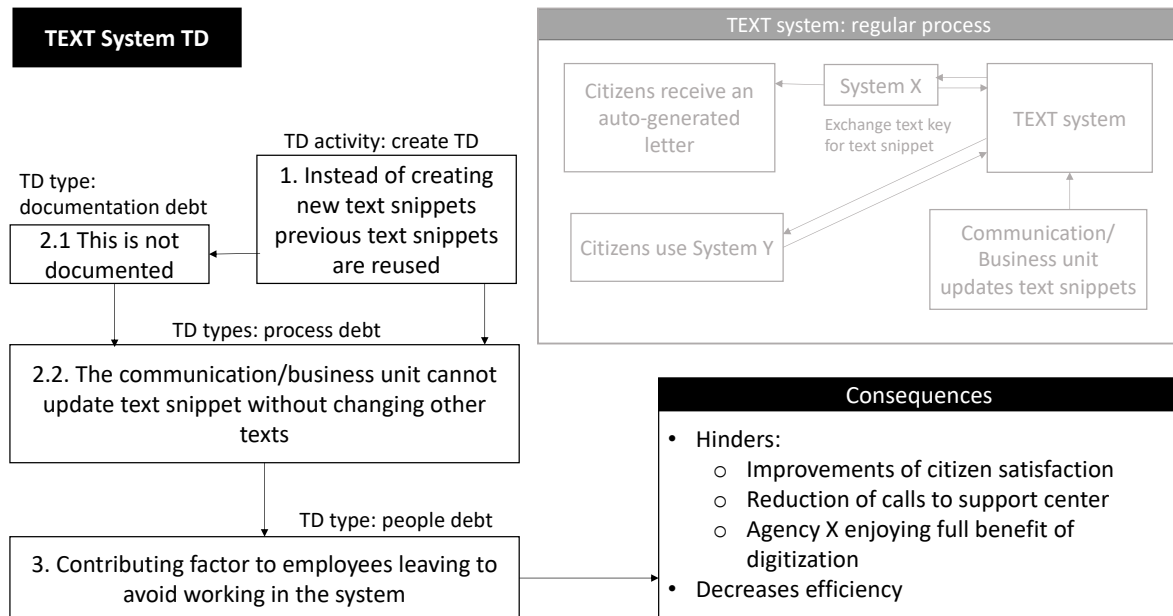 TEXT System TD
TEXT system: regular process
Citizens receive an
auto-generated
letter
System X
Exchange text key
for text snippet
TEXT system
Citizens use System Y
Communication/
Business unit
updates text snippets
TD activity: create TD
1. Instead of creating
new text snippets
previous text snippets
are reused
TD type:
documentation debt
2.1 This is not
documented
TD types: process debt
2.2. The communication/business unit cannot
update text snippet without changing other
texts
TD type: people debt
3. Contributing factor to employees leaving to
avoid working in the system
Consequences
• Hinders:
o Improvements of citizen satisfaction
o Reduction of calls to support center
o Agency X enjoying full benefit of
digitization
• Decreases efficiency